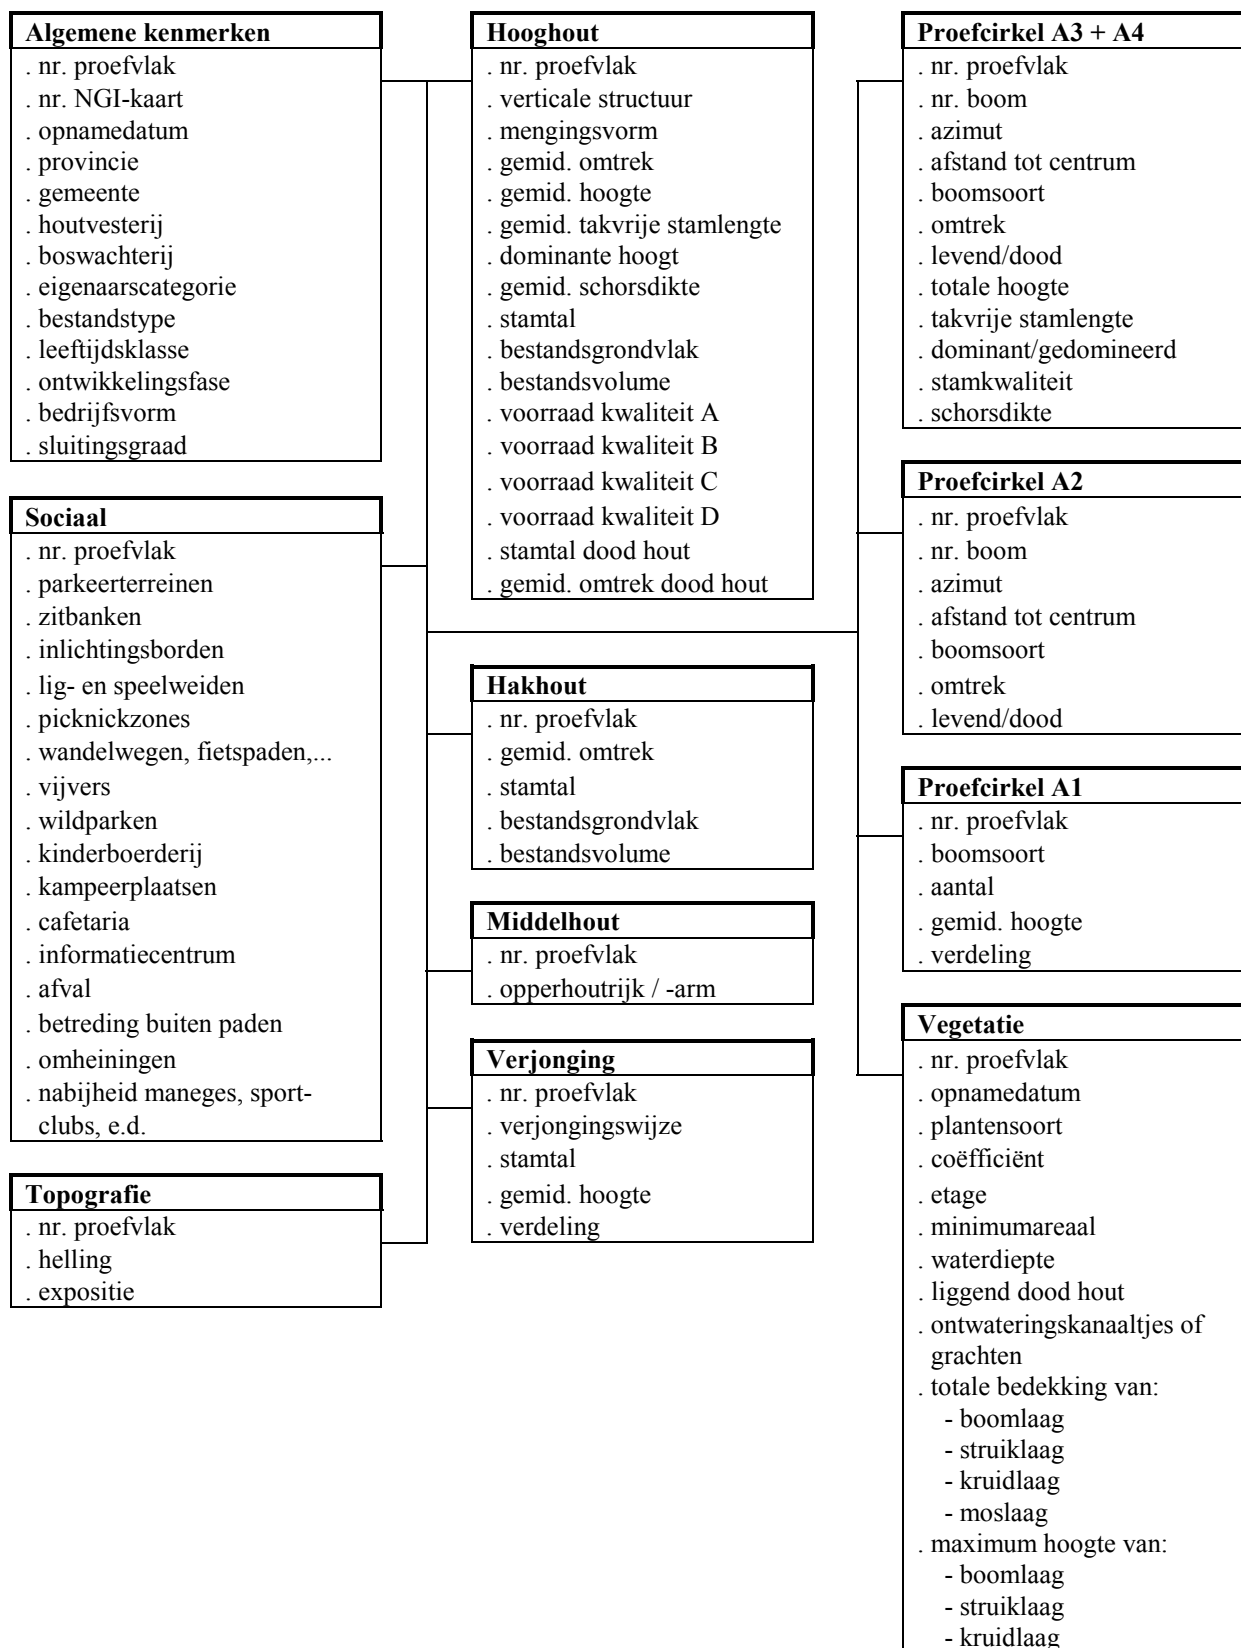 Algemene kenmerken
. nr. proefvlak
. nr. NGI-kaart
. opnamedatum
. provincie
. gemeente
. houtvesterij
. boswachterij
. eigenaarscategorie
. bestandstype
. leeftijdsklasse
. ontwikkelingsfase
. bedrijfsvorm
. sluitingsgraad
Sociaal
. nr. proefvlak
. parkeerterreinen
. zitbanken
. inlichtingsborden
. lig- en speelweiden
. picknickzones
. wandelwegen, fietspaden,...
. vijvers
. wildparken
. kinderboerderij
. kampeerplaatsen
. cafetaria
. informatiecentrum
. afval
. betreding buiten paden
. omheiningen
. nabijheid maneges, sport-
clubs, e.d.
Topografie
. nr. proefvlak
. helling
. expositie
Hooghout
. nr. proefvlak
. verticale structuur
. mengingsvorm
. gemid. omtrek
. gemid. hoogte
. gemid. takvrije stamlengte
. dominante hoogt
. gemid. schorsdikte
. stamtal
. bestandsgrondvlak
. bestandsvolume
. voorraad kwaliteit A
. voorraad kwaliteit B
. voorraad kwaliteit C
. voorraad kwaliteit D
. stamtal dood hout
. gemid. omtrek dood hout
Hakhout
. nr. proefvlak
. gemid. omtrek
. stamtal
. bestandsgrondvlak
. bestandsvolume
Middelhout
. nr. proefvlak
. opperhoutrijk / -arm
Verjonging
. nr. proefvlak
. verjongingswijze
. stamtal
. gemid. hoogte
. verdeling
Proefcirkel A3 + A4
. nr. proefvlak
. nr. boom
. azimut
. afstand tot centrum
. boomsoort
. omtrek
. levend/dood
. totale hoogte
. takvrije stamlengte
. dominant/gedomineerd
. stamkwaliteit
. schorsdikte
Proefcirkel A2
. nr. proefvlak
. nr. boom
. azimut
. afstand tot centrum
. boomsoort
. omtrek
. levend/dood
Proefcirkel A1
. nr. proefvlak
. boomsoort
. aantal
. gemid. hoogte
. verdeling
Vegetatie
. nr. proefvlak
. opnamedatum
. plantensoort
. coëfficiënt
. etage
. minimumareaal
. waterdiepte
. liggend dood hout
. ontwateringskanaaltjes of
grachten
. totale bedekking van:
- boomlaag
- struiklaag
- kruidlaag
- moslaag
. maximum hoogte van:
- boomlaag
- struiklaag
- kruidlaag